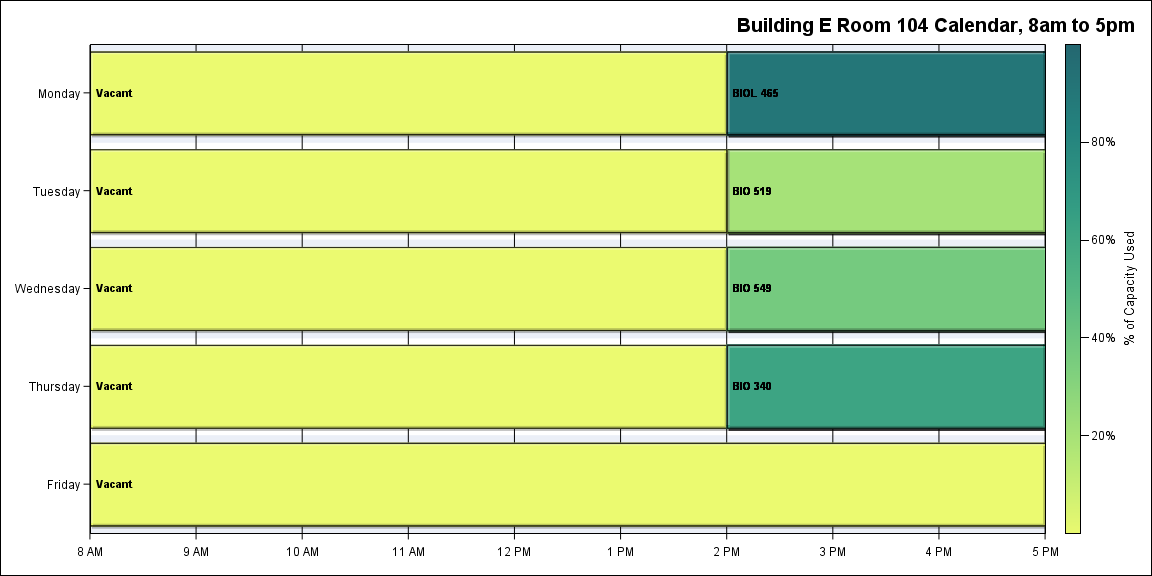 Building E Room 104 Calendar, 8am to 5pm
Monday
Vacant
BIOL 465
Tuesday
Vacant
BIO 519
Wednesday
Vacant
BIO 549
Thursday
Vacant
BIO 340
Friday
Vacant
8 AM 9 AM 10 AM 11 AM 12 PM 1 PM 2 PM 3 PM 4 PM 5 PM
80%
60%
40%
20%
% of Capacity Used